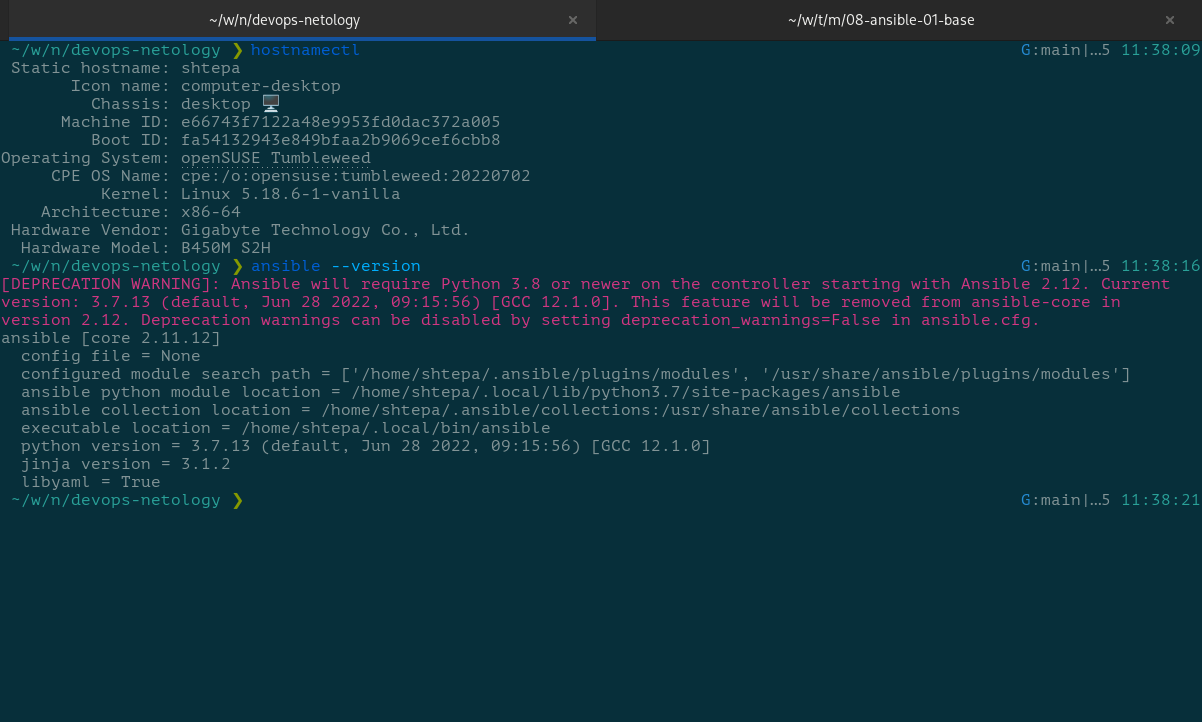 ~/w/n/devops-netology × ~/w/t/m/08-ansible-01-base ×
~/w/n/devops-netology ❯ hostnamectl G:main|…5 11:38:09
Static hostname: shtepa
Icon name: computer-desktop
Chassis: desktop 🖥️
Machine ID: e66743f7122a48e9953fd0dac372a005
Boot ID: fa54132943e849bfaa2b9069cef6cbb8
Operating System: openSUSE Tumbleweed
CPE OS Name: cpe:/o:opensuse:tumbleweed:20220702
Kernel: Linux 5.18.6-1-vanilla
Architecture: x86-64
Hardware Vendor: Gigabyte Technology Co., Ltd.
Hardware Model: B450M S2H
~/w/n/devops-netology ❯ ansible --version G:main|…5 11:38:16
[DEPRECATION WARNING]: Ansible will require Python 3.8 or newer on the controller starting with Ansible 2.12. Current
version: 3.7.13 (default, Jun 28 2022, 09:15:56) [GCC 12.1.0]. This feature will be removed from ansible-core in
version 2.12. Deprecation warnings can be disabled by setting deprecation_warnings=False in ansible.cfg.
ansible [core 2.11.12]
config file = None
configured module search path = ['/home/shtepa/.ansible/plugins/modules', '/usr/share/ansible/plugins/modules']
ansible python module location = /home/shtepa/.local/lib/python3.7/site-packages/ansible
ansible collection location = /home/shtepa/.ansible/collections:/usr/share/ansible/collections
executable location = /home/shtepa/.local/bin/ansible
python version = 3.7.13 (default, Jun 28 2022, 09:15:56) [GCC 12.1.0]
jinja version = 3.1.2
libyaml = True
~/w/n/devops-netology ❯ G:main|…5 11:38:21